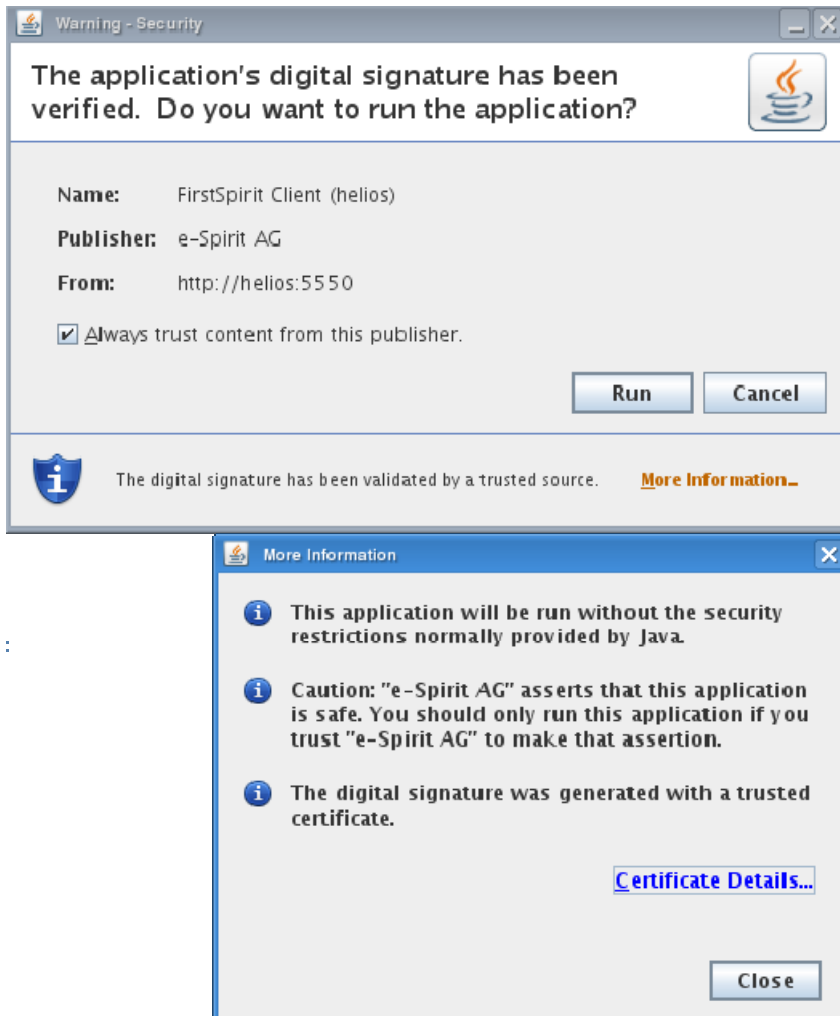 Warning - Security
The application's digital signature has been
verified. Do you want to run the application?
Name: FirstSpirit Client (helios)
Publisher: e-Spirit AG
From: http://helios:5550
Always trust content from this publisher.
Run Cancel
The digital signature has been validated by a trusted source. More Information...
More Information
This application will be run without the security
restrictions normally provided by Java.
:
Caution: "e-Spirit AG" asserts that this application
is safe. You should only run this application if you
trust "e-Spirit AG" to make that assertion.
The digital signature was generated with a trusted
certificate.
Certificate Details...
Close